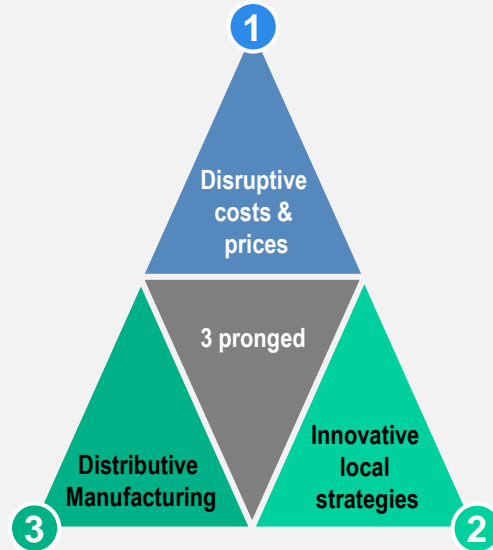 1
Disruptive
costs &
prices
3 pronged
Innovative
local
strategies
2
Distributive
Manufacturing
3